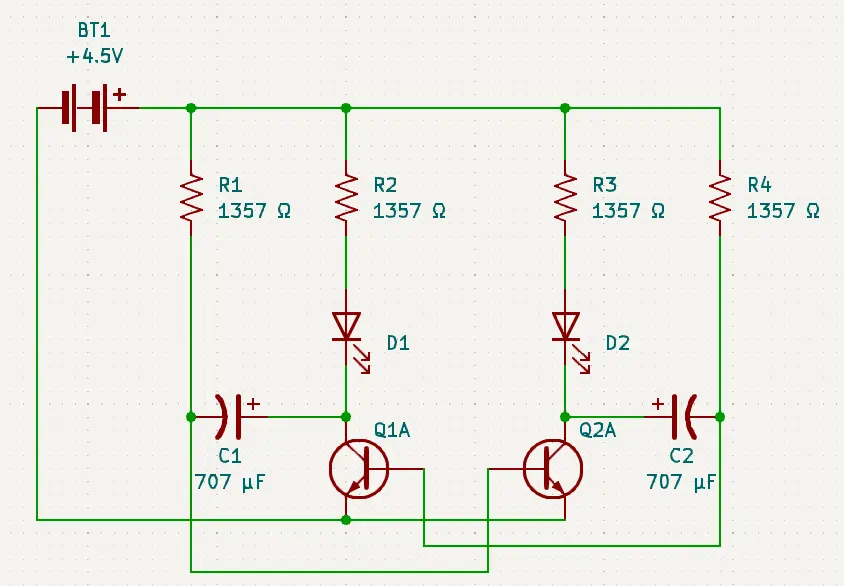 BT1
+4.5V
+
R1
1357 Ω
R2
1357 Ω
R3
1357 Ω
R4
1357 Ω
D1
D2
+
+
Q1A
Q2A
C1
707 µF
C2
707 µF